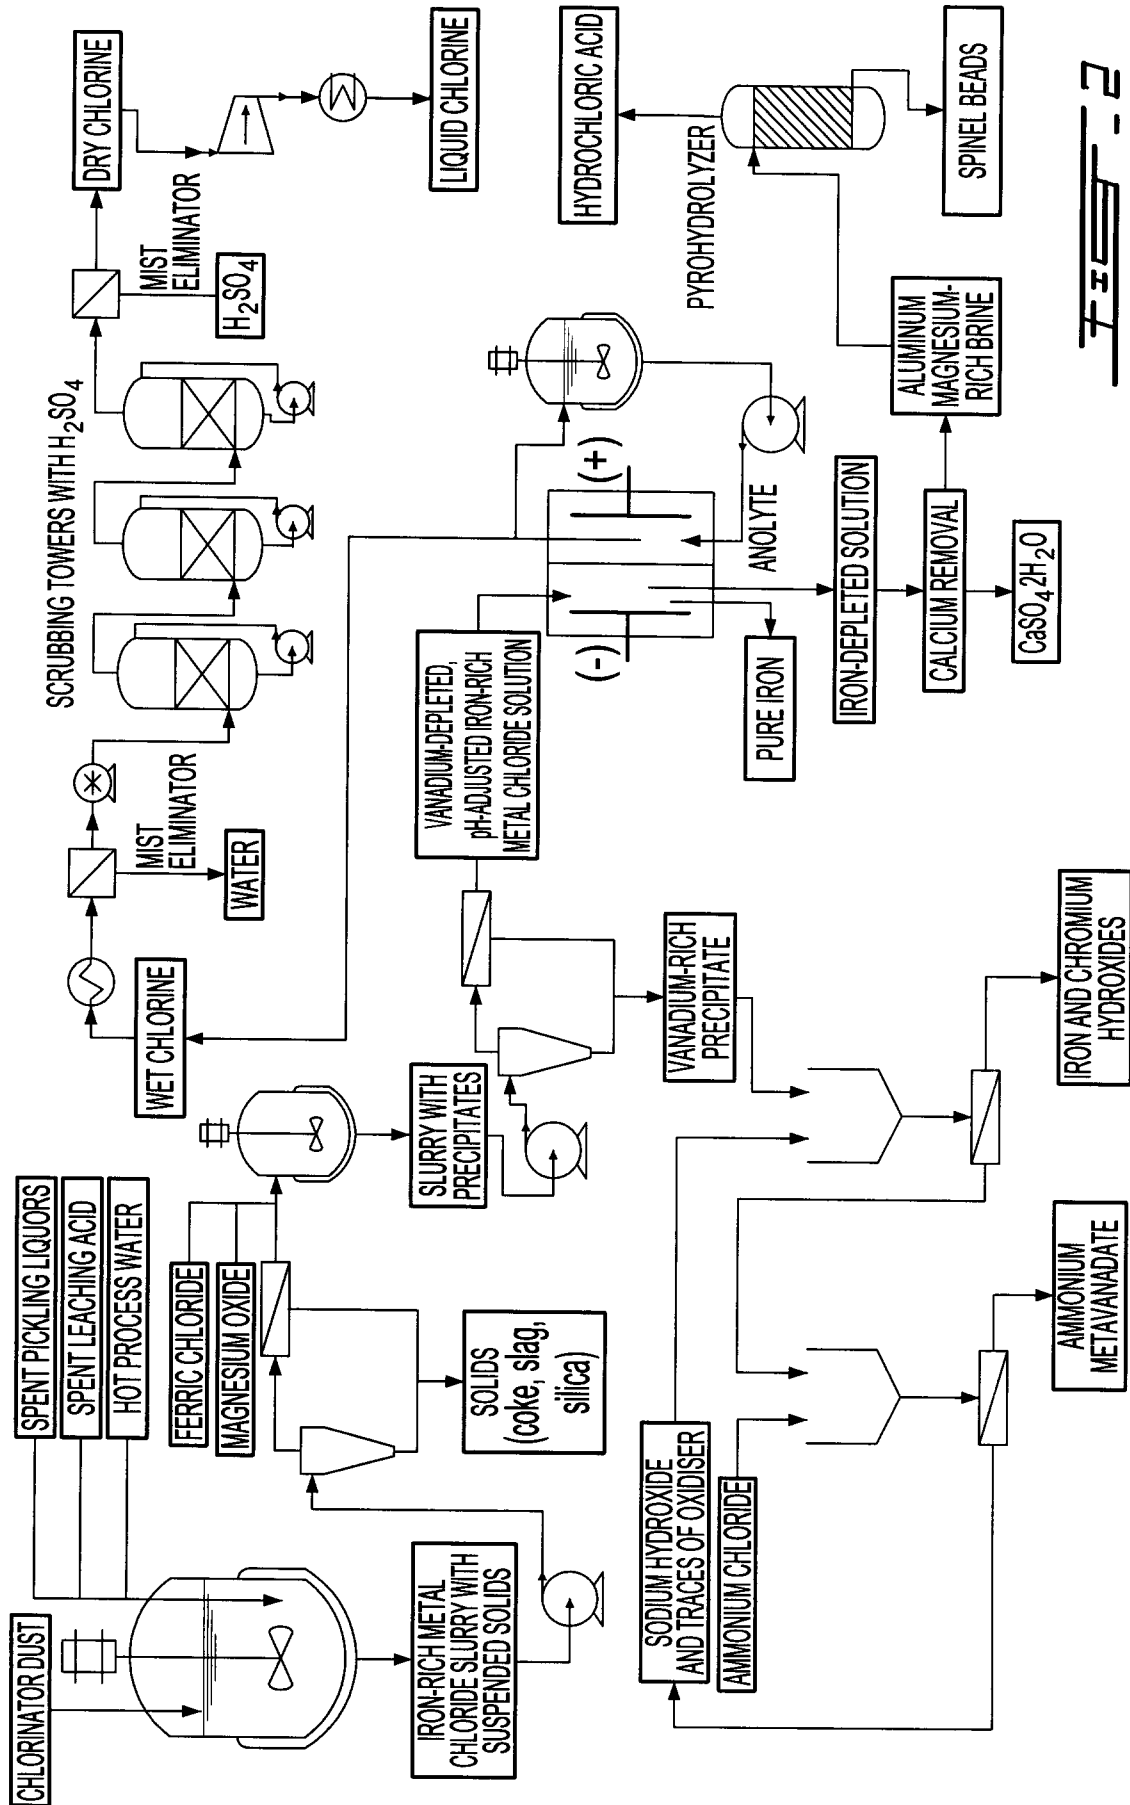 CHLORINATOR DUST
SPENT PICKLING LIQUORS
SPENT LEACHING ACID
HOT PROCESS WATER
IRON-RICH METAL
CHLORIDE SLURRY WITH
SUSPENDED SOLIDS
FERRIC CHLORIDE
MAGNESIUM OXIDE
SOLIDS
(coke, slag,
silica)
SLURRY WITH
PRECIPITATES
WET CHLORINE
WATER
MIST
ELIMINATOR
SCRUBBING TOWERS WITH H₂SO₄
MIST
ELIMINATOR
H₂SO₄
DRY CHLORINE
LIQUID CHLORINE
VANADIUM-DEPLETED,
pH-ADJUSTED IRON-RICH
METAL CHLORIDE SOLUTION
(-)
(+)
ANOLYTE
PURE IRON
IRON-DEPLETED SOLUTION
CALCIUM REMOVAL
CaSO₄2H₂O
ALUMINUM
MAGNESIUM-
RICH BRINE
PYROHYDROLYZER
HYDROCHLORIC ACID
SPINEL BEADS
VANADIUM-RICH
PRECIPITATE
SODIUM HYDROXIDE
AND TRACES OF OXIDISER
AMMONIUM CHLORIDE
AMMONIUM
METAVANADATE
IRON AND CHROMIUM
HYDROXIDES
Fig. 2